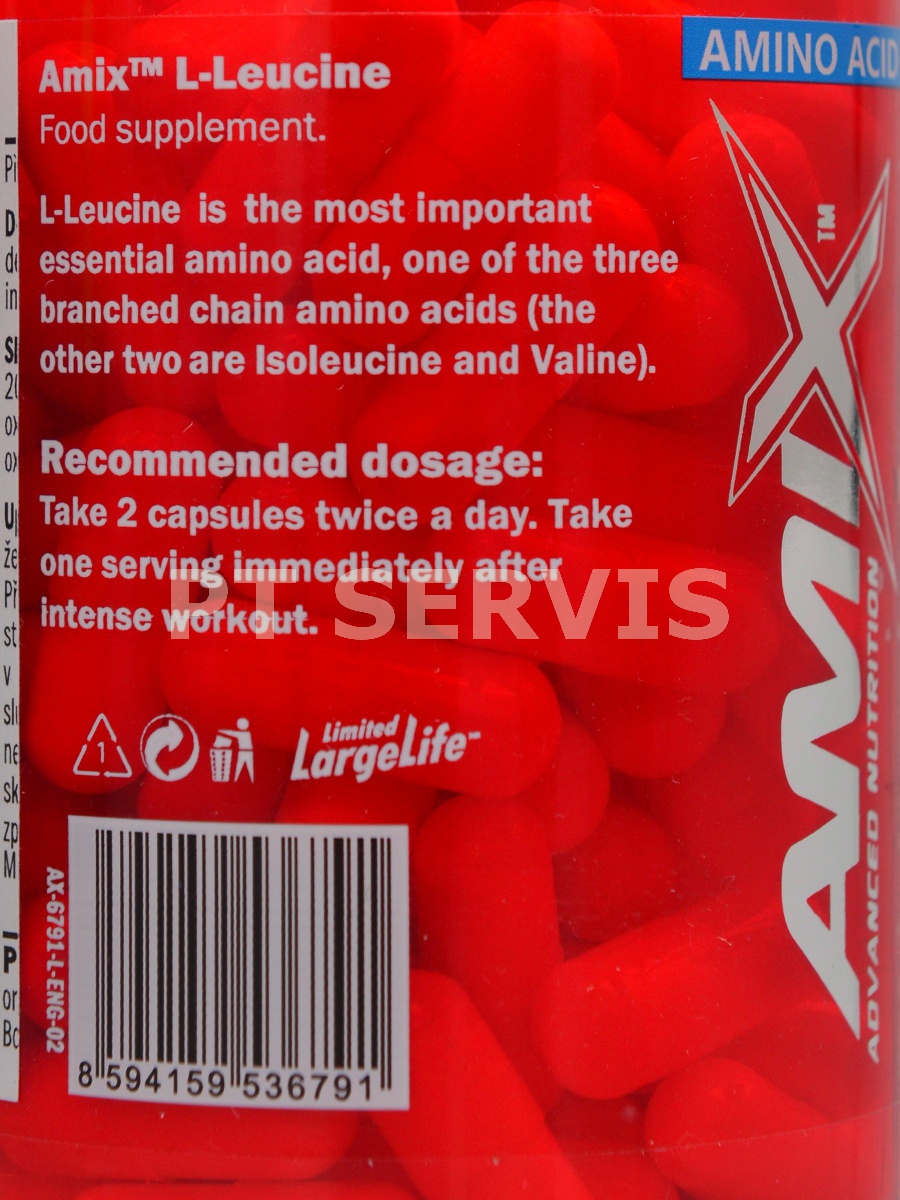 AMINO ACID
Amix™ L-Leucine
Food supplement.
L-Leucine is the most important
essential amino acid, one of the three
branched chain amino acids (the
other two are Isoleucine and Valine).
Recommended dosage:
Take 2 capsules twice a day. Take
one serving immediately after
intense workout.
PT SERVIS
1
Limited
LargeLife™
AX-6791-L-ENG-02
8 594159 536791
AMIX™
ADVANCED NUTRITION